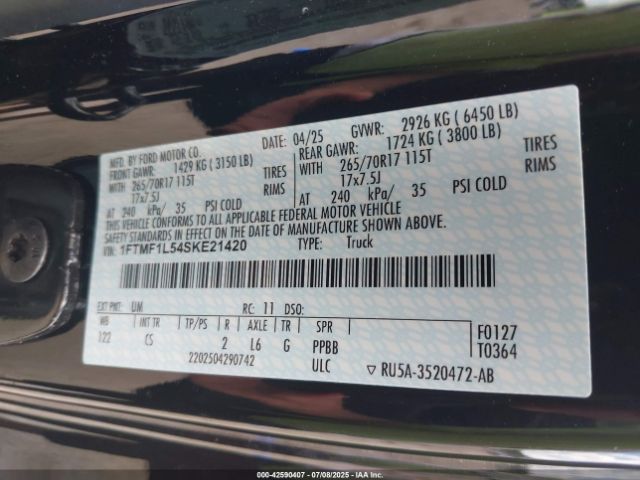 MFD. BY FORD MOTOR CO. DATE: 04/25 GVWR: 2926 KG ( 6450 LB)
FRONT GAWR: 1429 KG ( 3150 LB) REAR GAWR: 1724 KG ( 3800 LB)
WITH 265/70R17 115T TIRES WITH 265/70R17 115T TIRES
17x7.5J RIMS 17x7.5J RIMS
AT 240 kPa/ 35 PSI COLD AT 240 kPa/ 35 PSI COLD
THIS VEHICLE CONFORMS TO ALL APPLICABLE FEDERAL MOTOR VEHICLE
SAFETY STANDARDS IN EFFECT ON THE DATE OF MANUFACTURE SHOWN ABOVE.
VIN: 1FTMF1L54SKE21420 TYPE: Truck
EXT PNT: UM RC: 11 DSO:
WB INT TR TP/PS R AXLE TR SPR F0127
122 CS 2 L6 G PPBB T0364
2202504290742 ULC RU5A-3520472-AB
000-42590407 - 07/08/2025 - IAAI.COM